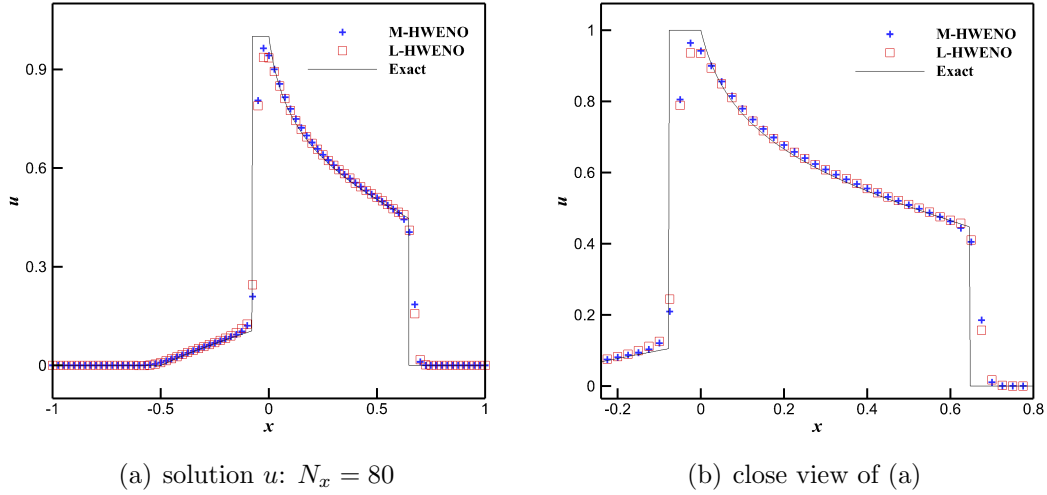 M-HWENO
L-HWENO
Exact
u
0.9
0.6
0.3
0
-1
-0.5
0
0.5
1
x
(a) solution u: N_x = 80
M-HWENO
L-HWENO
Exact
u
1
0.8
0.6
0.4
0.2
0
-0.2
0
0.2
0.4
0.6
0.8
x
(b) close view of (a)